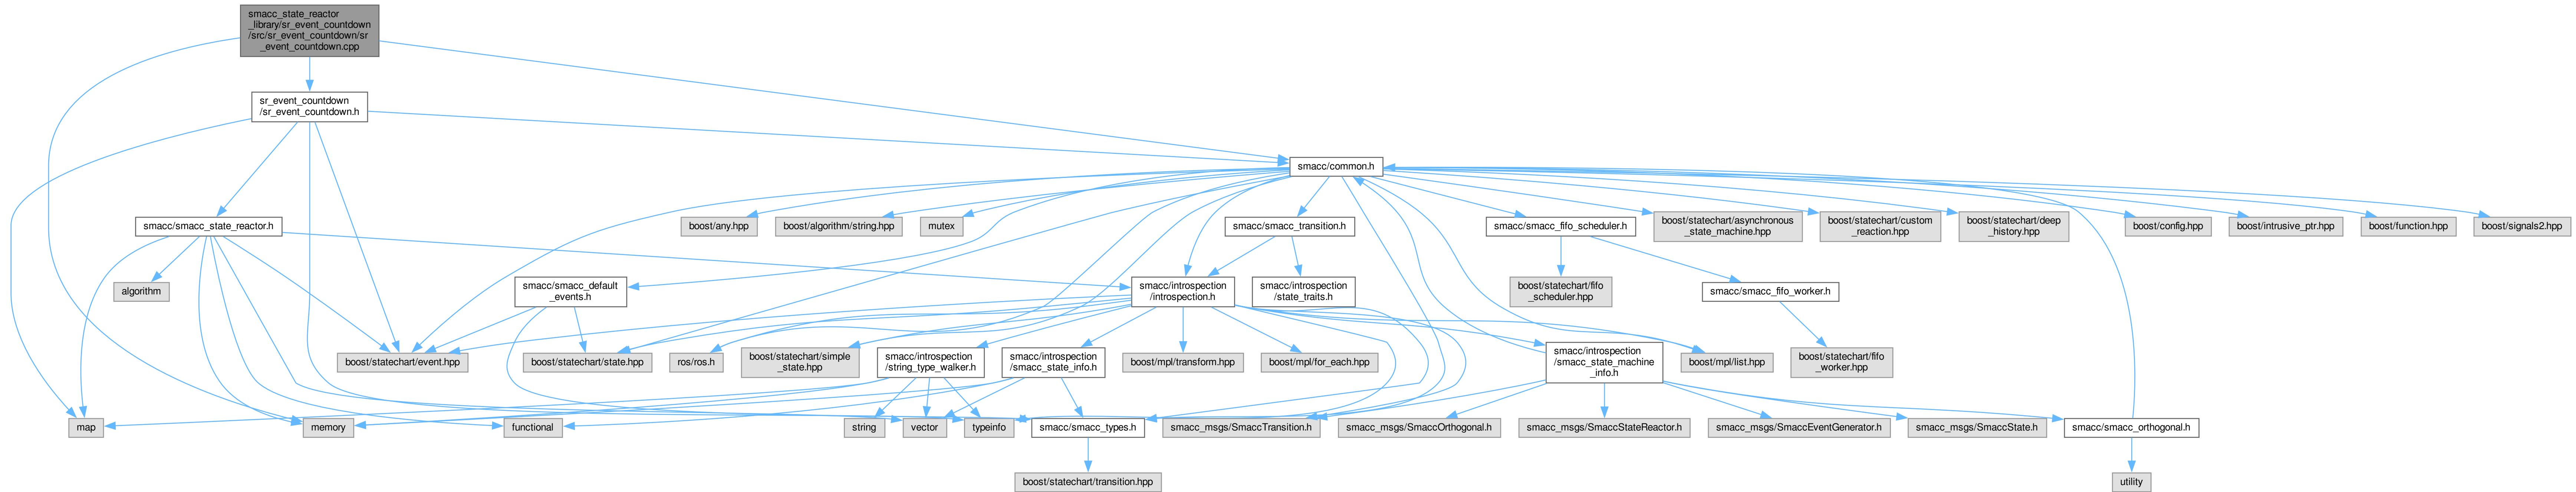 smacc_state_reactor
_library/sr_event_countdown
/src/sr_event_countdown/sr
_event_countdown.cpp
sr_event_countdown
/sr_event_countdown.h
smacc/common.h
smacc/smacc_state_reactor.h
boost/any.hpp
boost/algorithm/string.hpp
mutex
smacc/smacc_transition.h
smacc/smacc_fifo_scheduler.h
boost/statechart/asynchronous
_state_machine.hpp
boost/statechart/custom
_reaction.hpp
boost/statechart/deep
_history.hpp
boost/config.hpp
boost/intrusive_ptr.hpp
boost/function.hpp
boost/signals2.hpp
algorithm
smacc/smacc_default
_events.h
smacc/introspection
/introspection.h
smacc/introspection
/state_traits.h
boost/statechart/fifo
_scheduler.hpp
smacc/smacc_fifo_worker.h
boost/statechart/event.hpp
boost/statechart/state.hpp
ros/ros.h
boost/statechart/simple
_state.hpp
smacc/introspection
/string_type_walker.h
smacc/introspection
/smacc_state_info.h
boost/mpl/transform.hpp
boost/mpl/for_each.hpp
smacc/introspection
/smacc_state_machine
_info.h
boost/mpl/list.hpp
boost/statechart/fifo
_worker.hpp
map
memory
functional
string
vector
typeinfo
smacc/smacc_types.h
smacc_msgs/SmaccTransition.h
smacc_msgs/SmaccOrthogonal.h
smacc_msgs/SmaccStateReactor.h
smacc_msgs/SmaccEventGenerator.h
smacc_msgs/SmaccState.h
smacc/smacc_orthogonal.h
boost/statechart/transition.hpp
utility